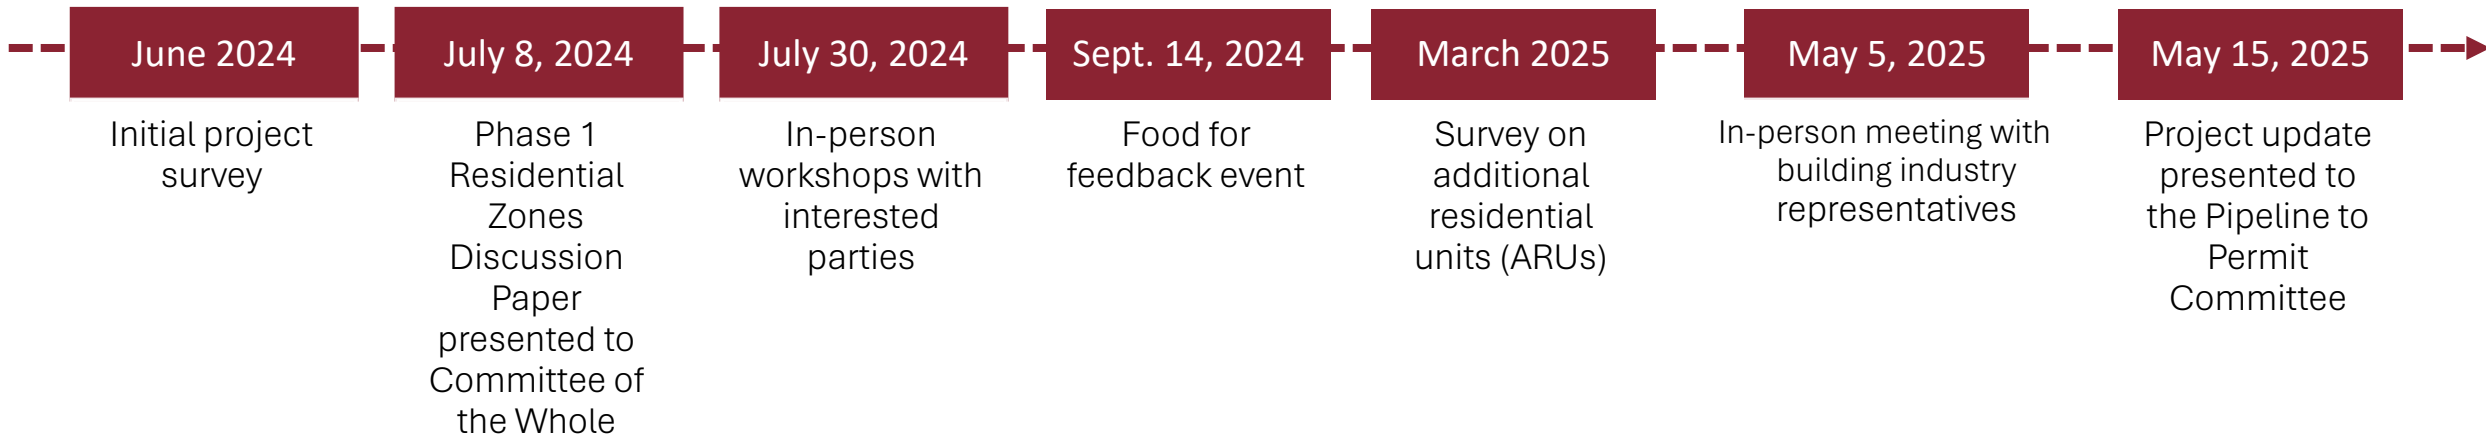 June 2024
Initial project
survey
July 8, 2024
Phase 1
Residential
Zones
Discussion
Paper
presented to
Committee of
the Whole
July 30, 2024
In-person
workshops with
interested
parties
Sept. 14, 2024
Food for
feedback event
March 2025
Survey on
additional
residential
units (ARUs)
May 5, 2025
In-person meeting with
building industry
representatives
May 15, 2025
Project update
presented to
the Pipeline to
Permit
Committee